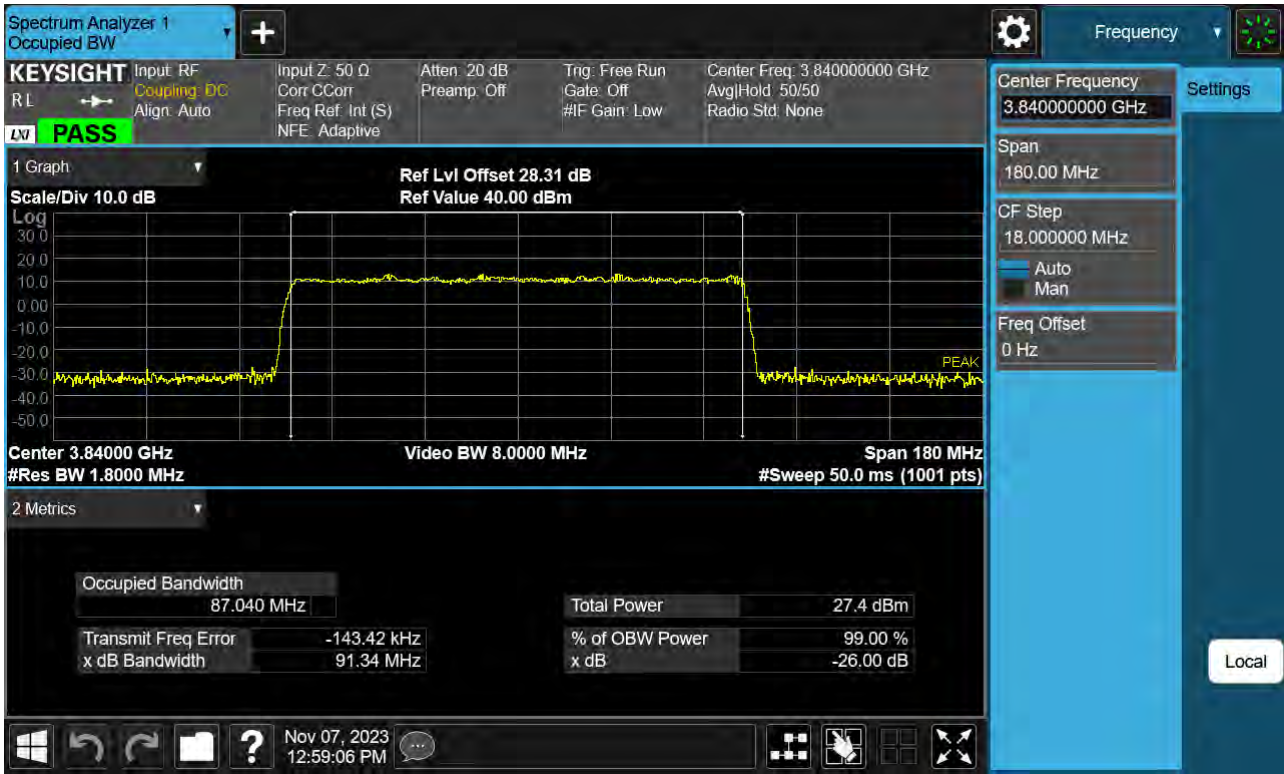 Spectrum Analyzer 1
Occupied BW
+
Frequency
KEYSIGHT
RL
LXI
PASS
Input: RF
Coupling: DC
Align: Auto
Input Z: 50 Ω
Corr CCorr
Freq Ref: Int (S)
NFE: Adaptive
Atten: 20 dB
Preamp: Off
Trig: Free Run
Gate: Off
#IF Gain: Low
Center Freq: 3.840000000 GHz
Avg|Hold: 50/50
Radio Std: None
Center Frequency
3.840000000 GHz
Settings
Span
180.00 MHz
CF Step
18.000000 MHz
Auto
Man
Freq Offset
0 Hz
Local
1 Graph
Scale/Div 10.0 dB
Ref Lvl Offset 28.31 dB
Ref Value 40.00 dBm
Log
30.0
20.0
10.0
0.00
-10.0
-20.0
-30.0
-40.0
-50.0
PEAK
Center 3.84000 GHz
#Res BW 1.8000 MHz
Video BW 8.0000 MHz
Span 180 MHz
#Sweep 50.0 ms (1001 pts)
2 Metrics
Occupied Bandwidth
87.040 MHz
Transmit Freq Error -143.42 kHz
x dB Bandwidth 91.34 MHz
Total Power 27.4 dBm
% of OBW Power 99.00 %
x dB -26.00 dB
?
Nov 07, 2023
12:59:06 PM